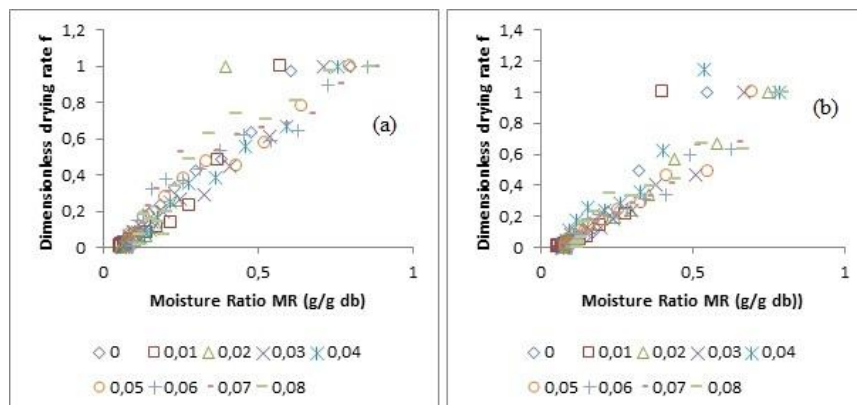 Dimensionless drying rate f
1,2
1
0,8
0,6
0,4
0,2
0
0 0,5 1
(a)
Moisture Ratio MR (g/g db)
0 0,01 0,02 0,03 0,04
0,05 0,06 0,07 0,08
Dimensionless drying rate f
1,4
1,2
1
0,8
0,6
0,4
0,2
0
0 0,5 1
(b)
Moisture Ratio MR (g/g db))
0 0,01 0,02 0,03 0,04
0,05 0,06 0,07 0,08